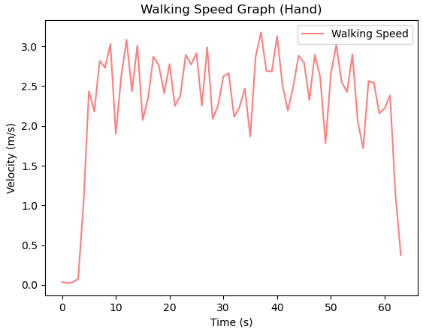 Walking Speed Graph (Hand)
Walking Speed
3.0
2.5
2.0
1.5
1.0
0.5
0.0
Velocity (m/s)
0 10 20 30 40 50 60
Time (s)